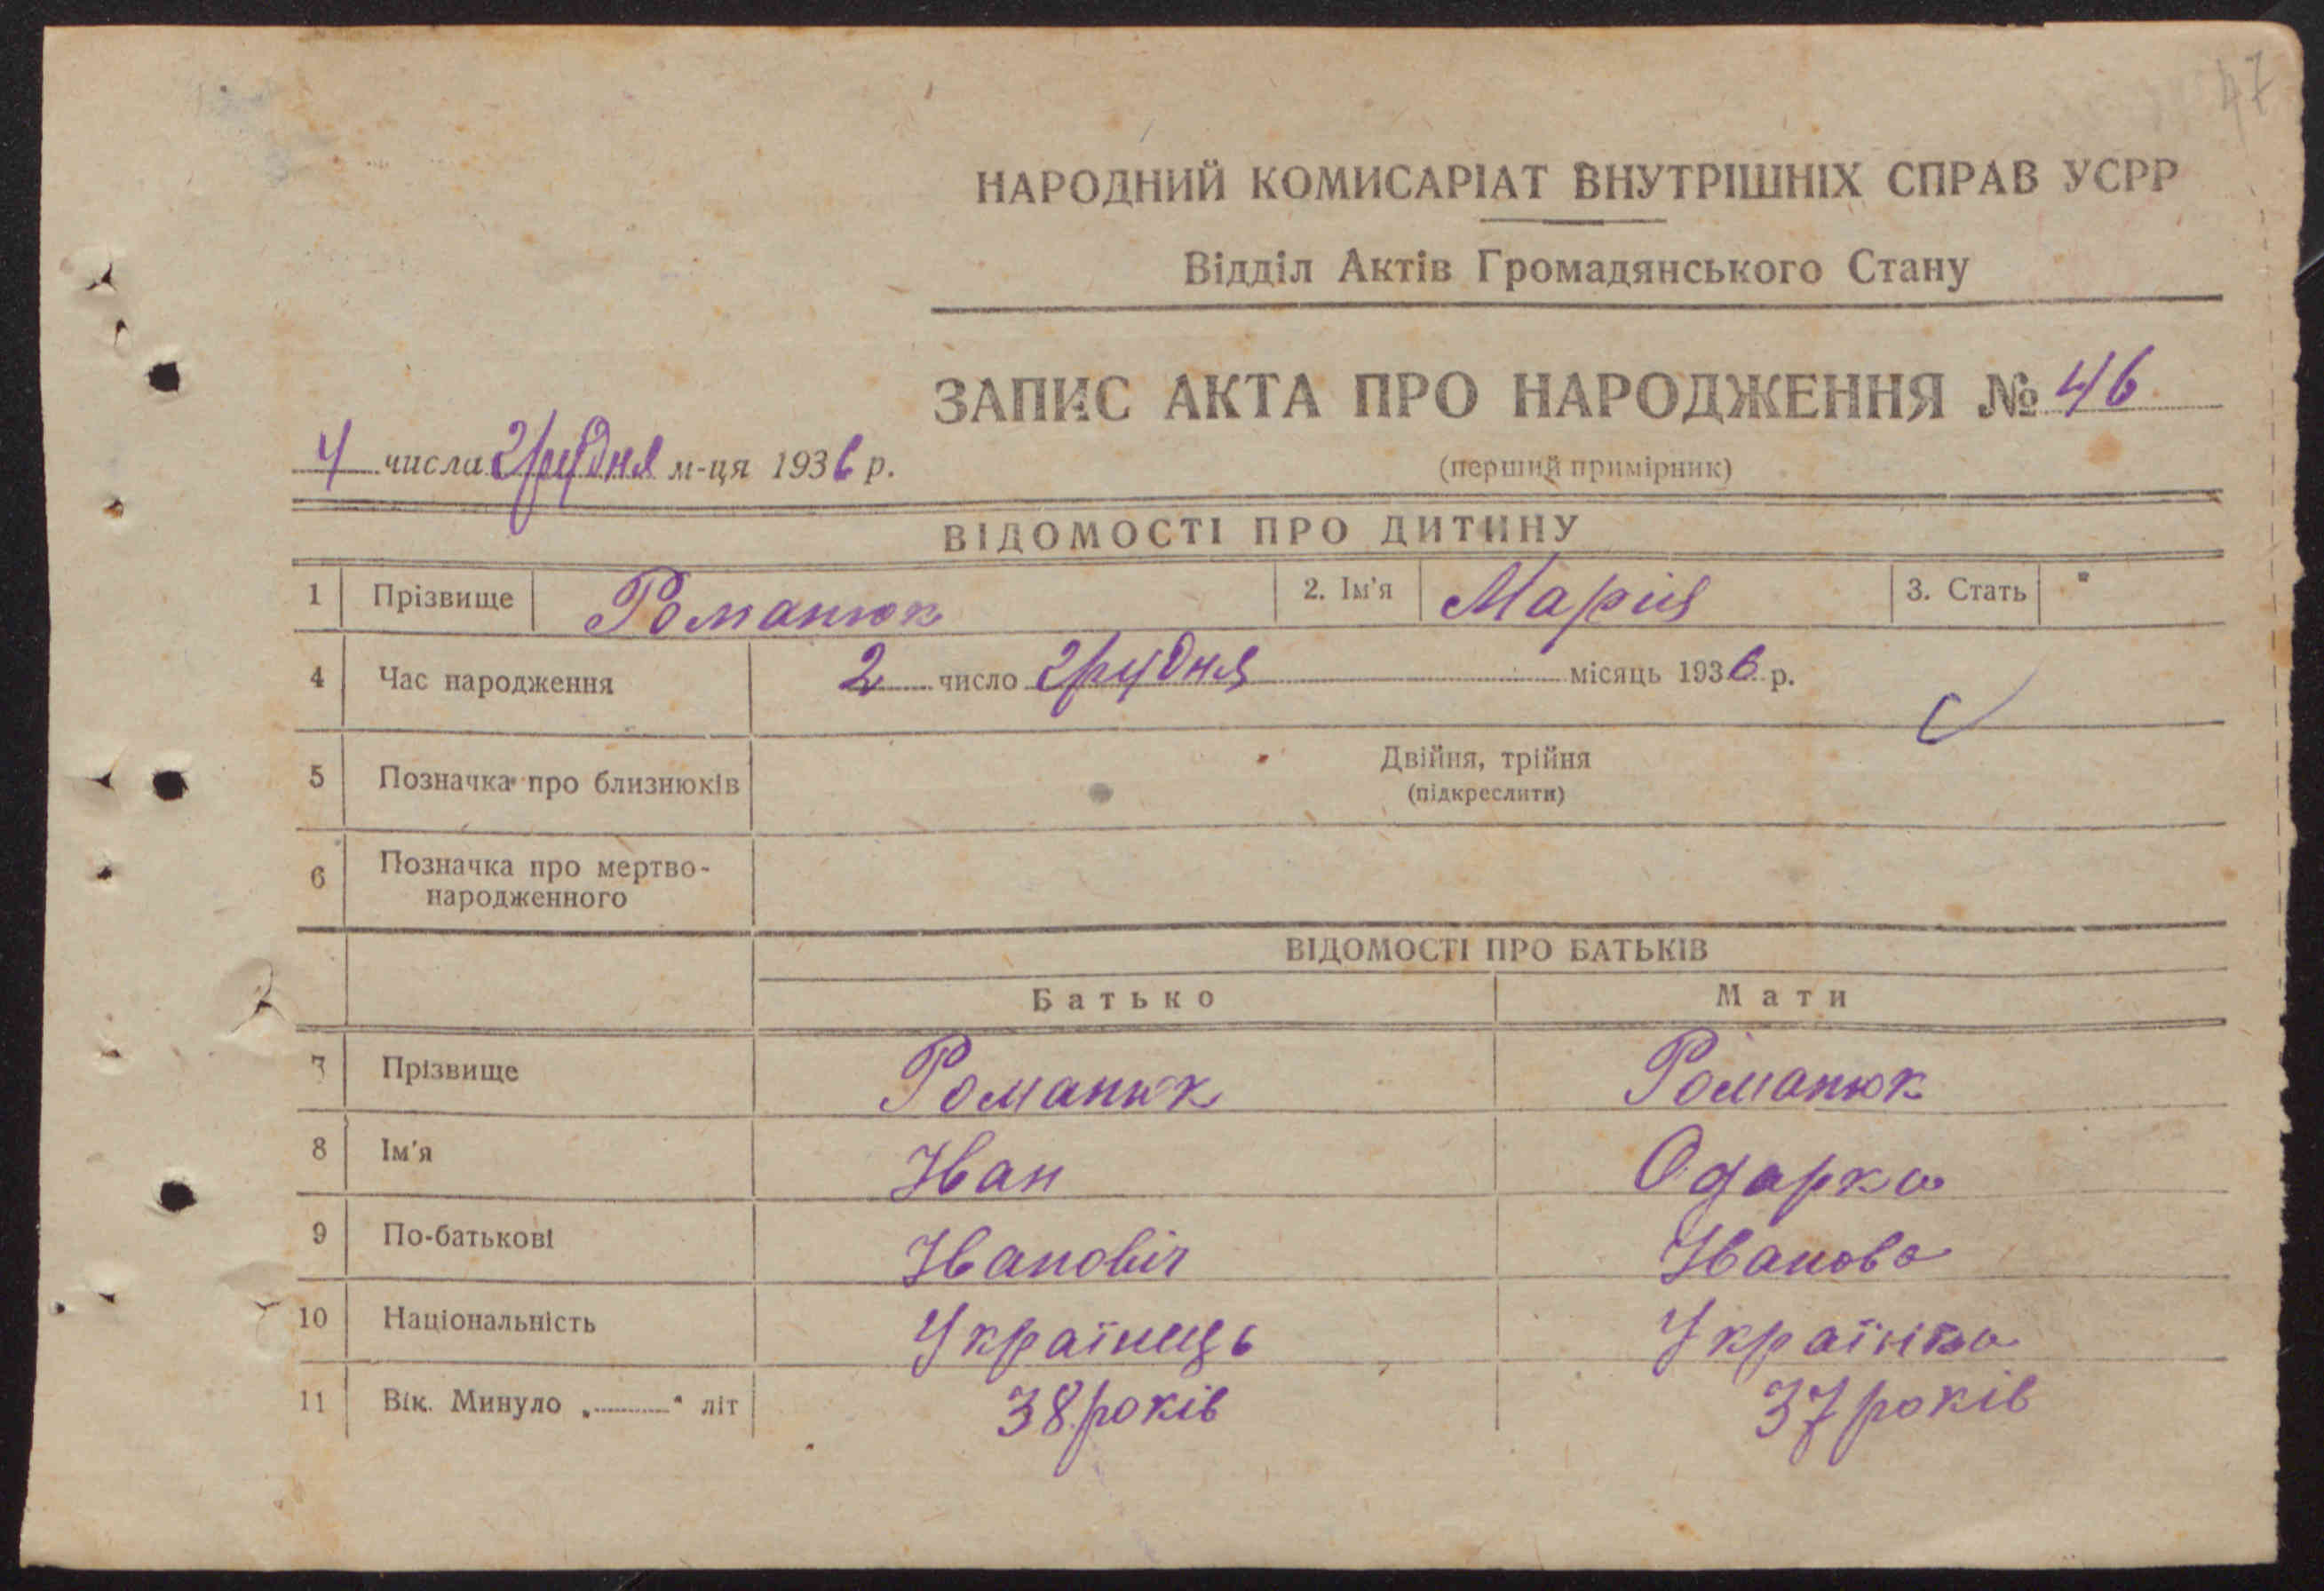 47
НАРОДНИЙ КОМИСАРІАТ ВНУТРІШНІХ СПРАВ УСРР
Відділ Актів Громадянського Стану
ЗАПИС АКТА ПРО НАРОДЖЕННЯ № 46
4 числа грудня м-ця 1936 р.
(перший примірник)
ВІДОМОСТІ ПРО ДИТИНУ
1 Прізвище Романюк 2. Ім'я Марія 3. Стать "
4 Час народження 2 число грудня місяць 1936 р.
5 Позначка про близнюків Двійня, трійня
(підкреслити)
6 Позначка про мертво-
народженного
ВІДОМОСТІ ПРО БАТЬКІВ
Батько Мати
7 Прізвище Романюк Романюк
8 Ім'я Іван Одарка
9 По-батькові Іванович Іванова
10 Національність Українець Українка
11 Вік. Минуло „ “ літ 38 років 37 років